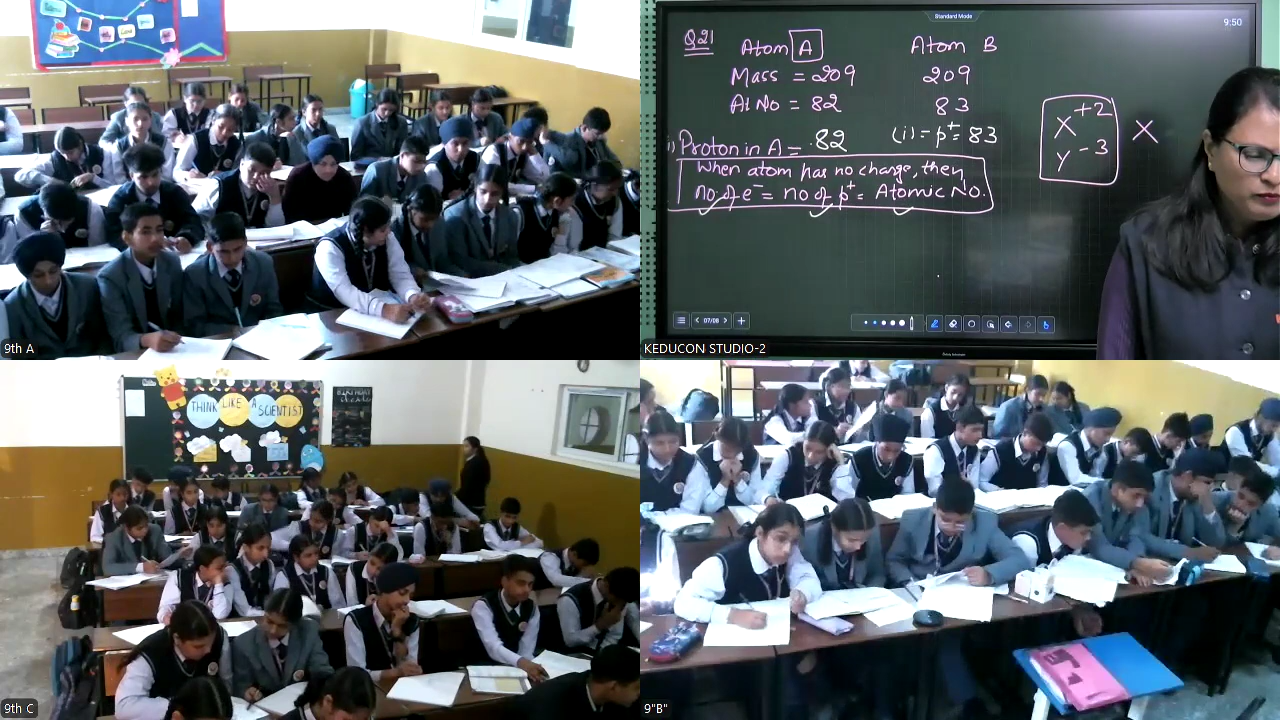 9th A
Standard Mode
9:50
Q21 Atom A Atom B
Mass = 209 209
At No = 82 83
i) Proton in A = 82 (i) - p+ = 83
When atom has no charge, then
no of e- = no of p+ = Atomic No.
X+2
y-3
X
07/08
KEDUCON STUDIO-2
THINK LIKE A SCIENTIST
9th C
9"B"